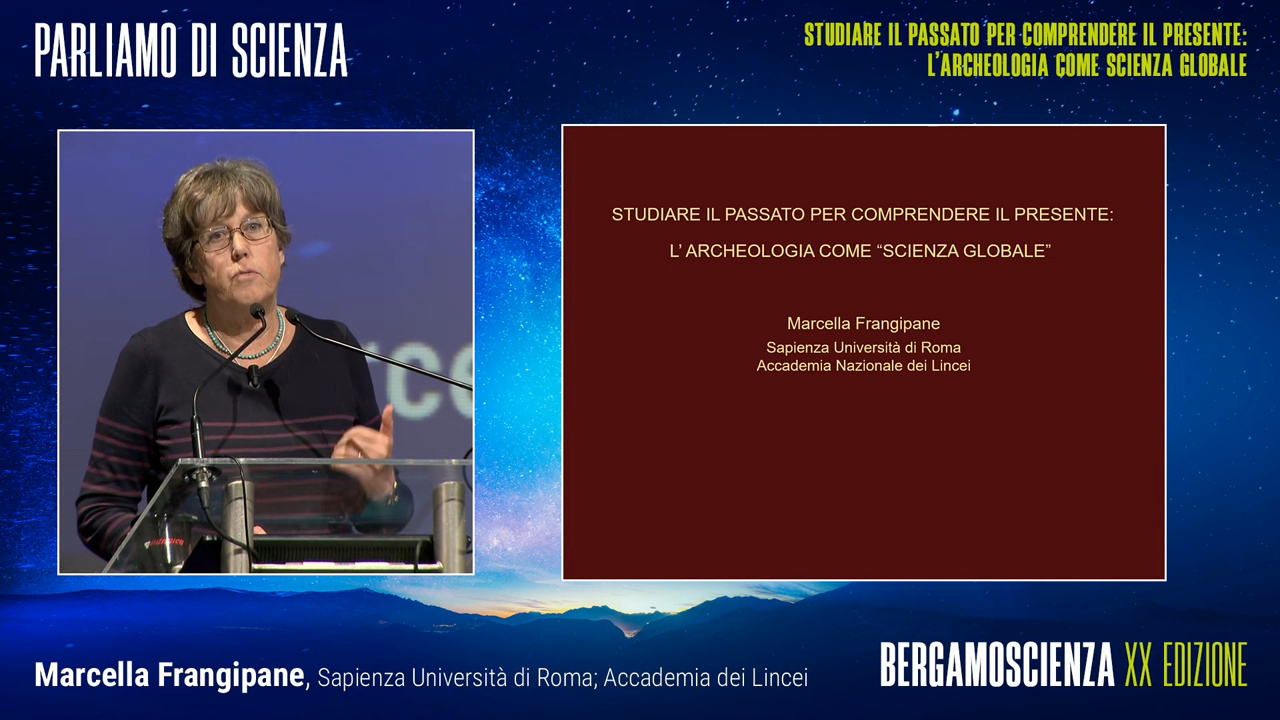 PARLIAMO DI SCIENZA
STUDIARE IL PASSATO PER COMPRENDERE IL PRESENTE:
L'ARCHEOLOGIA COME SCIENZA GLOBALE
STUDIARE IL PASSATO PER COMPRENDERE IL PRESENTE:
L' ARCHEOLOGIA COME “SCIENZA GLOBALE”
Marcella Frangipane
Sapienza Università di Roma
Accademia Nazionale dei Lincei
Marcella Frangipane, Sapienza Università di Roma; Accademia dei Lincei
BERGAMOSCIENZA XX EDIZIONE